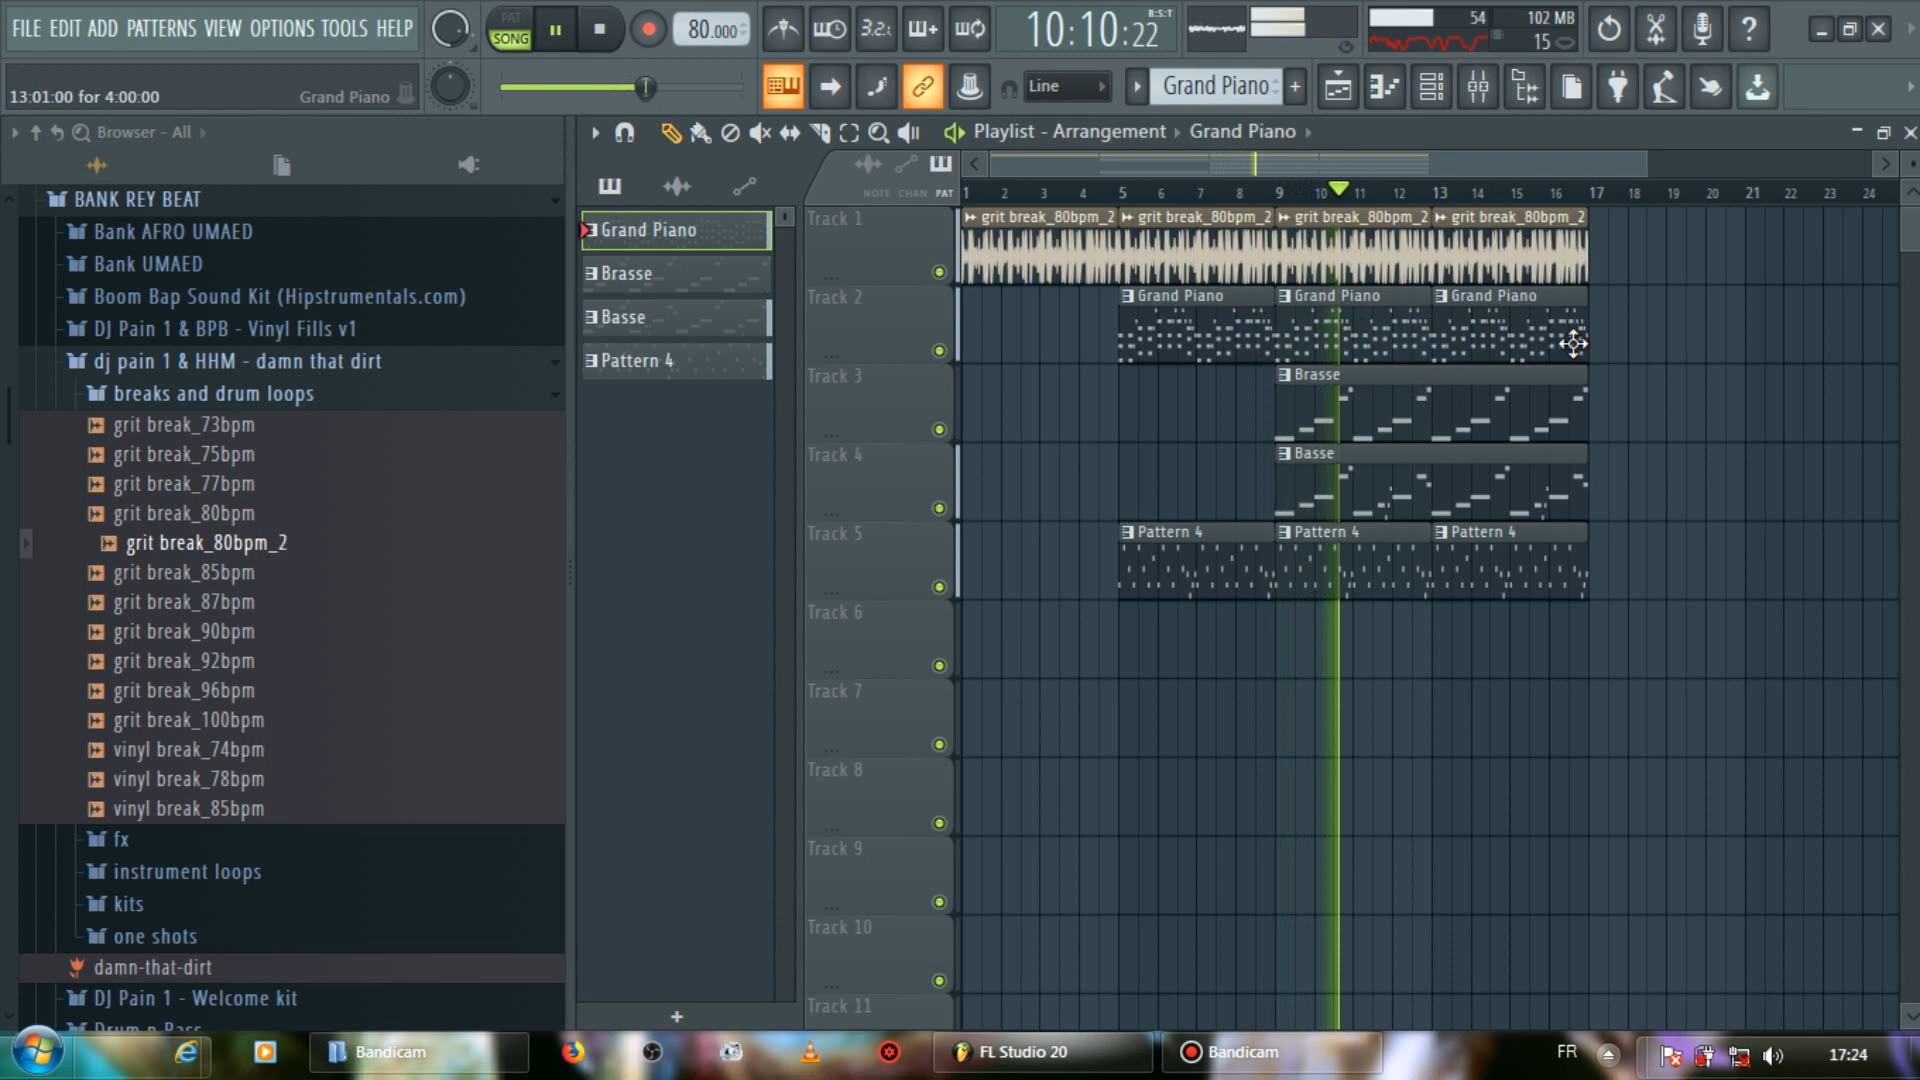 FILE EDIT ADD PATTERNS VIEW OPTIONS TOOLS HELP
PAT
SONG
80.000
3.2.
10:10:22
B:S:T
54
102 MB
15
13:01:00 for 4:00:00
Grand Piano
Line
Grand Piano
Browser - All
Playlist - Arrangement › Grand Piano ›
NOTE CHAN PAT
1 2 3 4 5 6 7 8 9 10 11 12 13 14 15 16 17 18 19 20 21 22 23 24
BANK REY BEAT
Bank AFRO UMAED
Bank UMAED
Boom Bap Sound Kit (Hipstrumentals.com)
DJ Pain 1 & BPB - Vinyl Fills v1
dj pain 1 & HHM - damn that dirt
breaks and drum loops
grit break_73bpm
grit break_75bpm
grit break_77bpm
grit break_80bpm
grit break_80bpm_2
grit break_85bpm
grit break_87bpm
grit break_90bpm
grit break_92bpm
grit break_96bpm
grit break_100bpm
vinyl break_74bpm
vinyl break_78bpm
vinyl break_85bpm
fx
instrument loops
kits
one shots
damn-that-dirt
DJ Pain 1 - Welcome kit
Drum n Bass
Grand Piano
Brasse
Basse
Pattern 4
Track 1
grit break_80bpm_2 grit break_80bpm_2 grit break_80bpm_2 grit break_80bpm_2
Track 2
Grand Piano Grand Piano Grand Piano
Track 3
Brasse
Track 4
Basse
Track 5
Pattern 4 Pattern 4 Pattern 4
Track 6
Track 7
Track 8
Track 9
Track 10
Track 11
Bandicam
FL Studio 20
Bandicam
FR
17:24